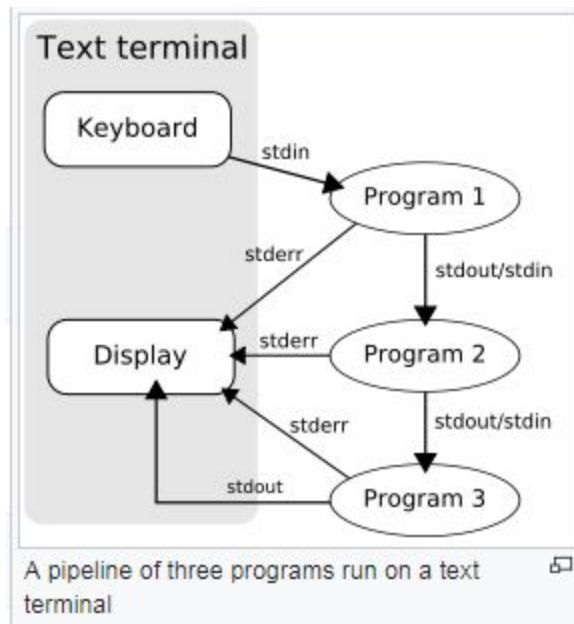 Text terminal
Keyboard
stdin
Program 1
stderr
stdout/stdin
Display
stderr
Program 2
stdout/stdin
stderr
stdout
Program 3
A pipeline of three programs run on a text
terminal